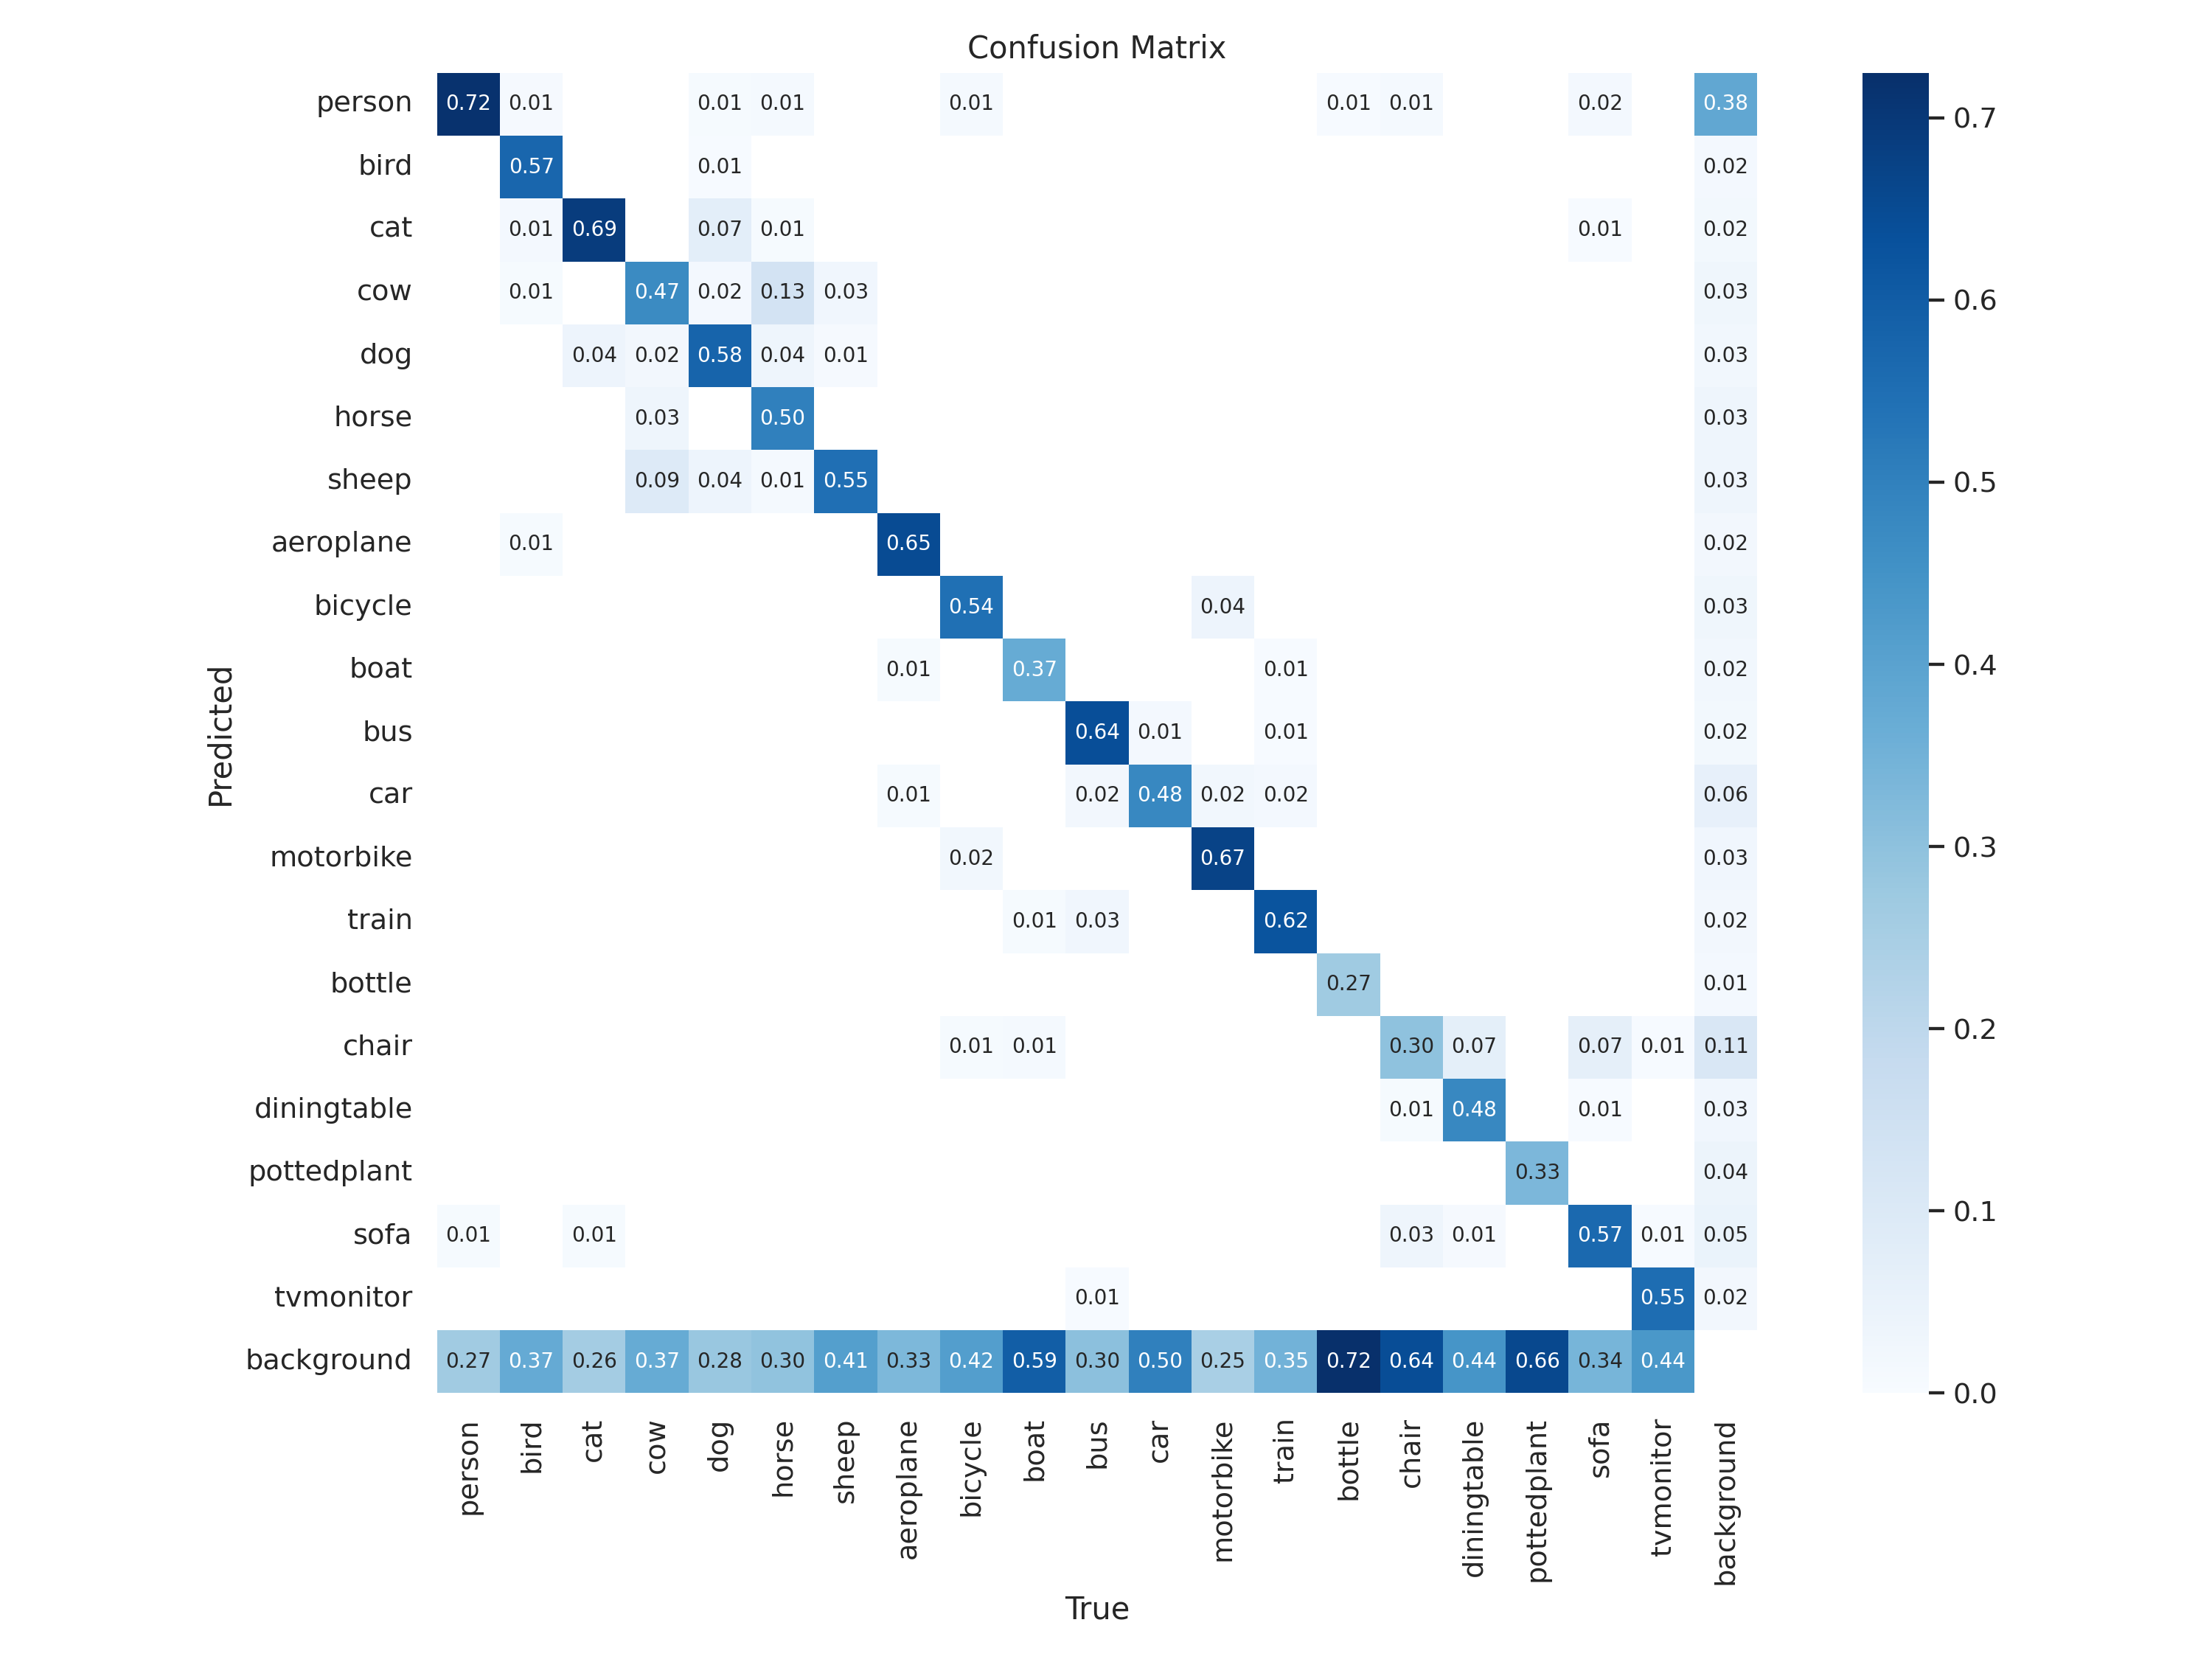 Confusion Matrix
person 0.72 0.01 0.01 0.01 0.01 0.01 0.01 0.02 0.38
bird 0.57 0.01 0.02
cat 0.01 0.69 0.07 0.01 0.01 0.02
cow 0.01 0.47 0.02 0.13 0.03 0.03
dog 0.04 0.02 0.58 0.04 0.01 0.03
horse 0.03 0.50 0.03
sheep 0.09 0.04 0.01 0.55 0.03
aeroplane 0.01 0.65 0.02
bicycle 0.54 0.04 0.03
boat 0.01 0.37 0.01 0.02
bus 0.64 0.01 0.01 0.02
car 0.01 0.02 0.48 0.02 0.02 0.06
motorbike 0.02 0.67 0.03
train 0.01 0.03 0.62 0.02
bottle 0.27 0.01
chair 0.01 0.01 0.30 0.07 0.07 0.01 0.11
diningtable 0.01 0.48 0.01 0.03
pottedplant 0.33 0.04
sofa 0.01 0.01 0.03 0.01 0.57 0.01 0.05
tvmonitor 0.01 0.55 0.02
background 0.27 0.37 0.26 0.37 0.28 0.30 0.41 0.33 0.42 0.59 0.30 0.50 0.25 0.35 0.72 0.64 0.44 0.66 0.34 0.44
person bird cat cow dog horse sheep aeroplane bicycle boat bus car motorbike train bottle chair diningtable pottedplant sofa tvmonitor background
True
Predicted
0.7
0.6
0.5
0.4
0.3
0.2
0.1
0.0